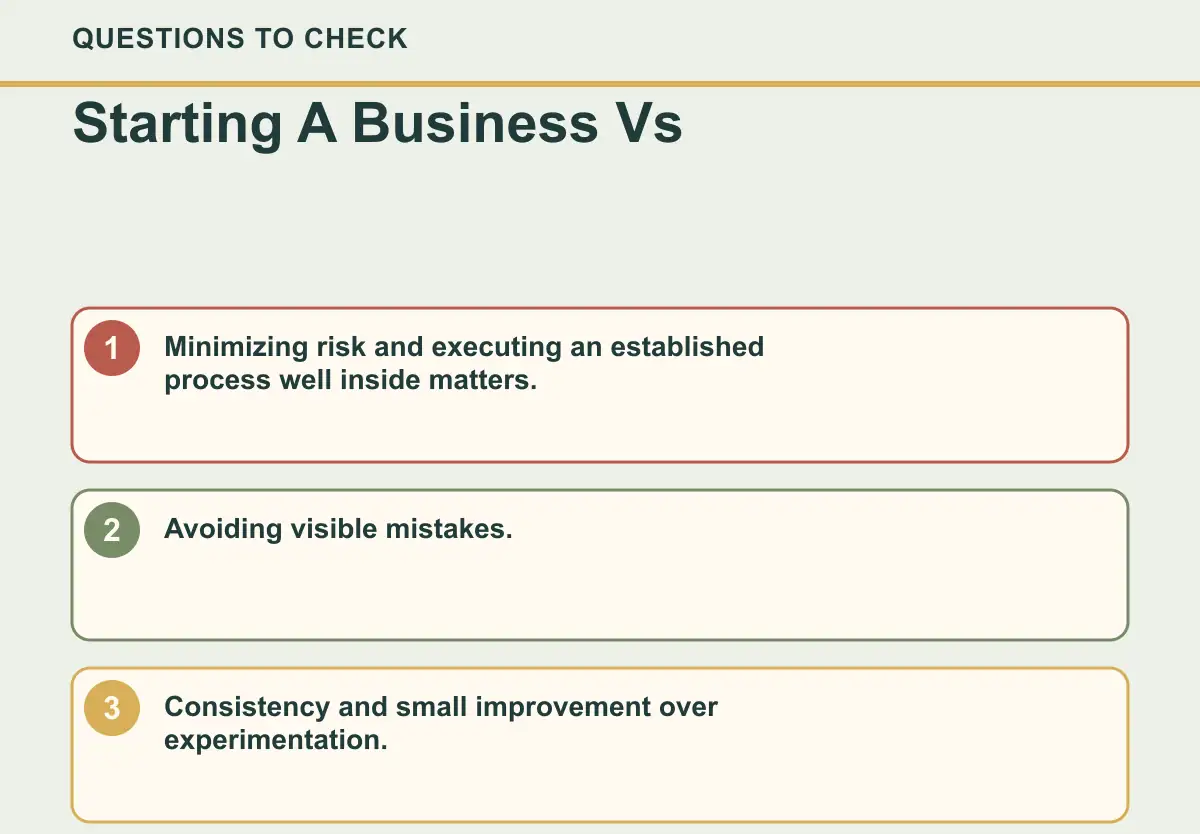 QUESTIONS TO CHECK
Starting A Business Vs
1
Minimizing risk and executing an established
process well inside matters.
2
Avoiding visible mistakes.
3
Consistency and small improvement over
experimentation.